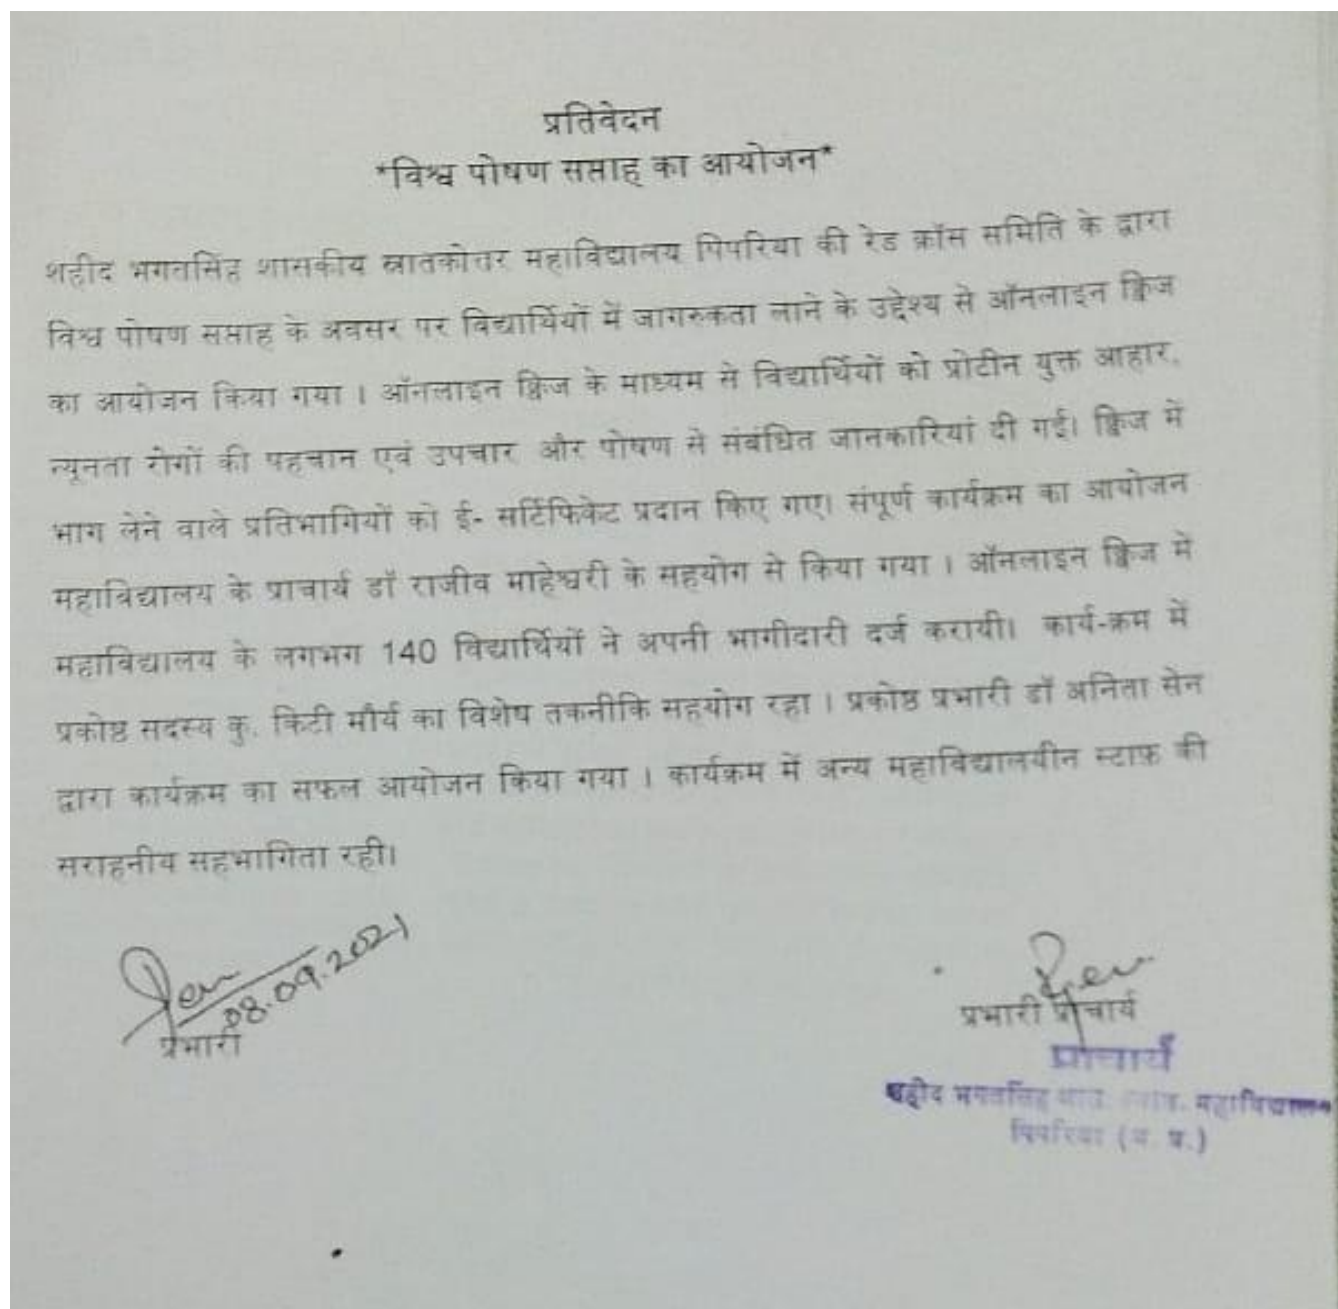 प्रतिवेदन
*विश्व पोषण सप्ताह का आयोजन*
शहीद भगतसिंह शासकीय स्नातकोतर महाविद्यालय पिपरिया की रेड क्रॉस समिति के द्वारा
विश्व पोषण सप्ताह के अवसर पर विद्यार्थियों में जागरुकता लाने के उद्देश्य से ऑनलाइन क्विज
का आयोजन किया गया । ऑनलाइन क्विज के माध्यम से विद्यार्थियों को प्रोटीन युक्त आहार,
न्यूनता रोगों की पहचान एवं उपचार और पोषण से संबंधित जानकारियां दी गई। क्विज में
भाग लेने वाले प्रतिभागियों को ई- सर्टिफिकेट प्रदान किए गए। संपूर्ण कार्यक्रम का आयोजन
महाविद्यालय के प्राचार्य डॉ राजीव माहेश्वरी के सहयोग से किया गया । ऑनलाइन क्विज में
महाविद्यालय के लगभग 140 विद्यार्थियों ने अपनी भागीदारी दर्ज करायी। कार्य-क्रम में
प्रकोष्ठ सदस्य कु. किटी मौर्य का विशेष तकनीकि सहयोग रहा । प्रकोष्ठ प्रभारी डॉ अनिता सेन
द्वारा कार्यक्रम का सफल आयोजन किया गया । कार्यक्रम में अन्य महाविद्यालयीन स्टाफ़ की
सराहनीय सहभागिता रही।
08.09.2021
प्रभारी
प्रभारी प्राचार्य
प्राचार्य
शहीद भगतसिंह महाविद्यालय
पिपरिया (म. प्र.)